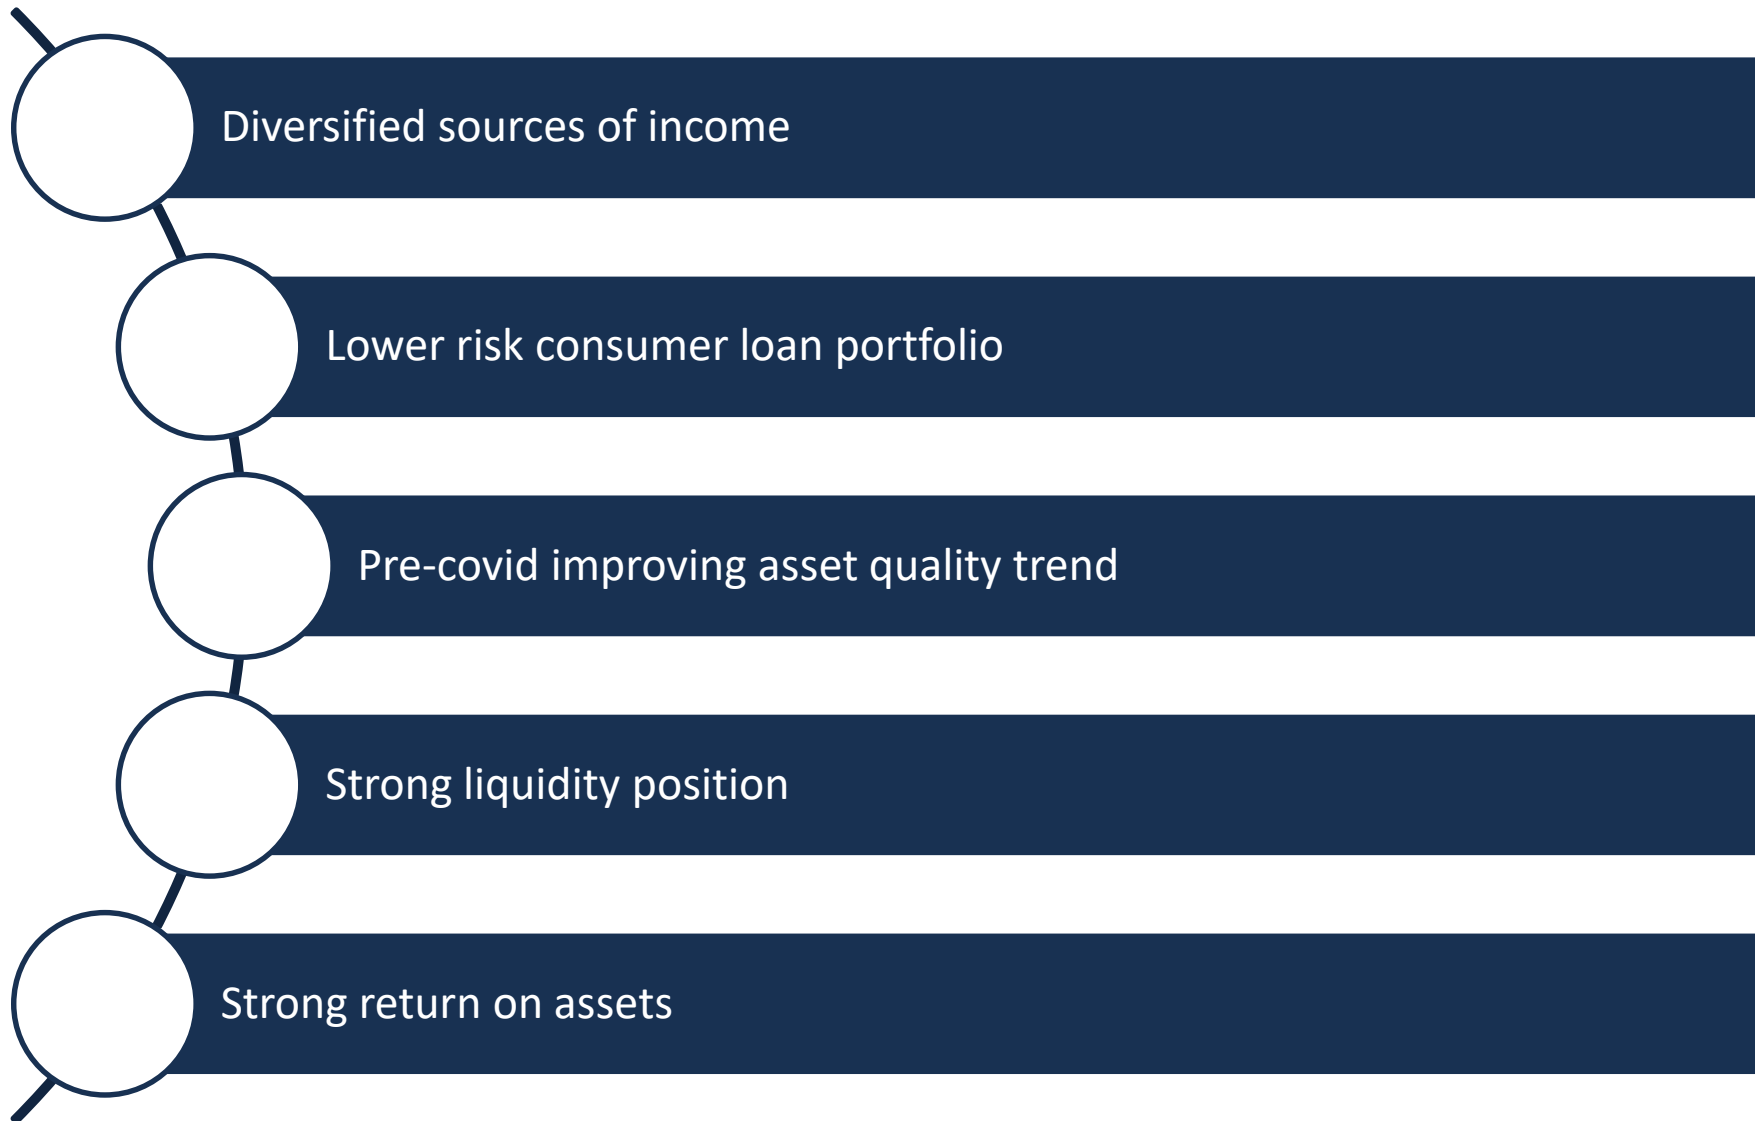 Diversified sources of income
Lower risk consumer loan portfolio
Pre-covid improving asset quality trend
Strong liquidity position
Strong return on assets